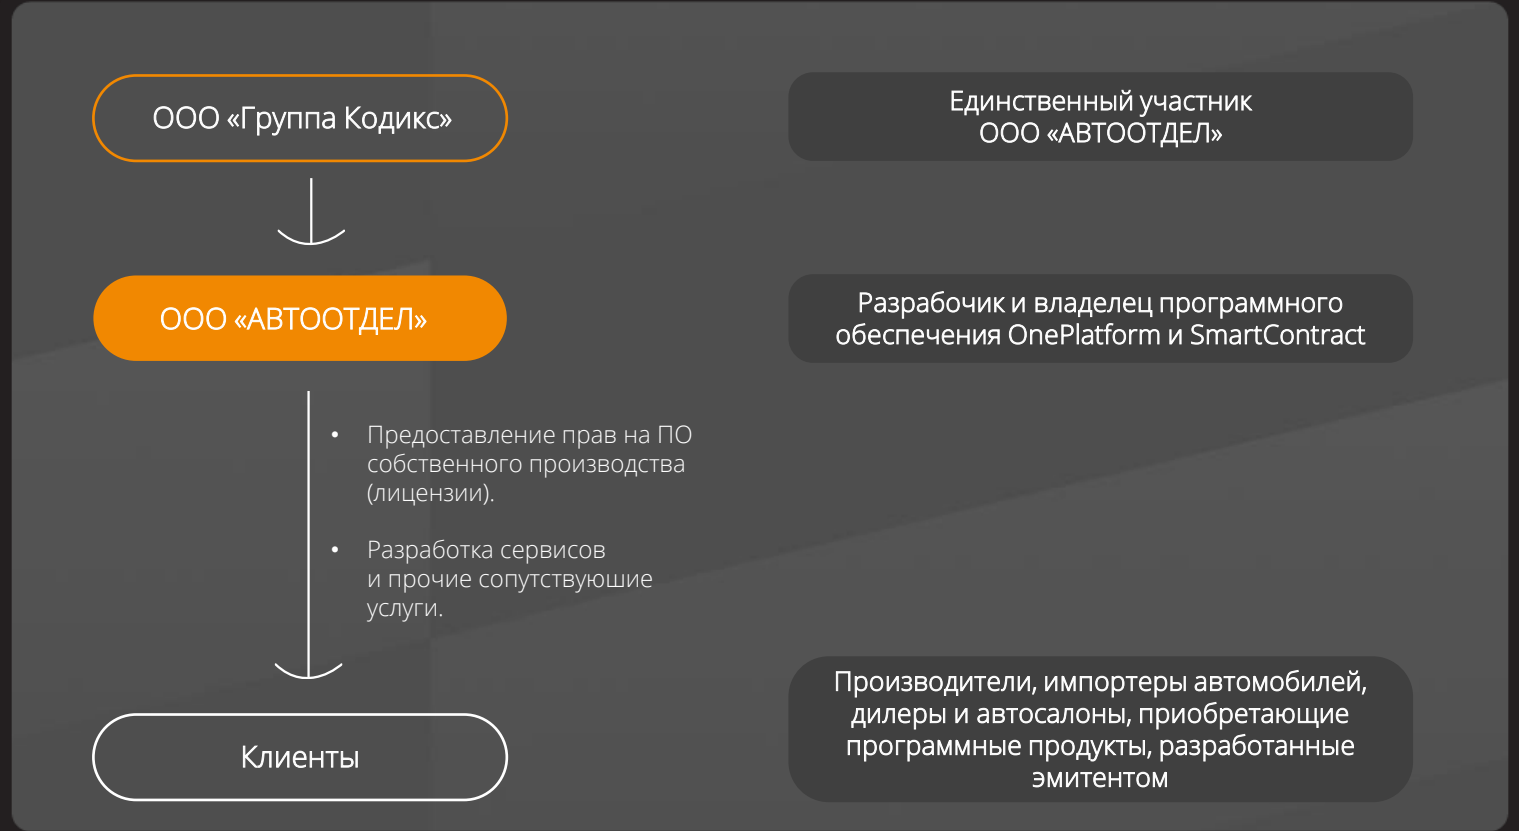 ООО «Группа Кодикс»
Единственный участник
ООО «АВТООТДЕЛ»
ООО «АВТООТДЕЛ»
Разрабочик и владелец программного
обеспечения OnePlatform и SmartContract
• Предоставление прав на ПО
собственного производства
(лицензии).
• Разработка сервисов
и прочие сопутствуюшие
услуги.
Клиенты
Производители, импортеры автомобилей,
дилеры и автосалоны, приобретающие
программные продукты, разработанные
эмитентом